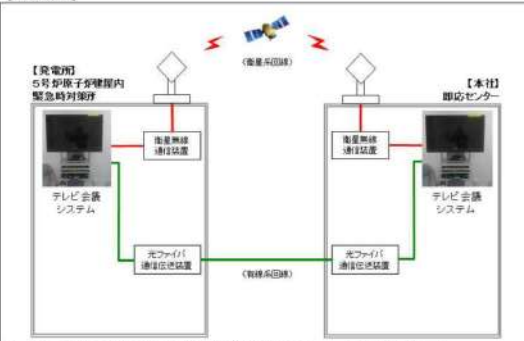 (衛星系回線)
【発電所】
5号炉原子炉建屋内
緊急時対策所
【本社】
即応センター
衛星無線
通信装置
衛星無線
通信装置
テレビ会議
システム
テレビ会議
システム
光ファイバ
通信伝送装置
光ファイバ
通信伝送装置
(有線系回線)